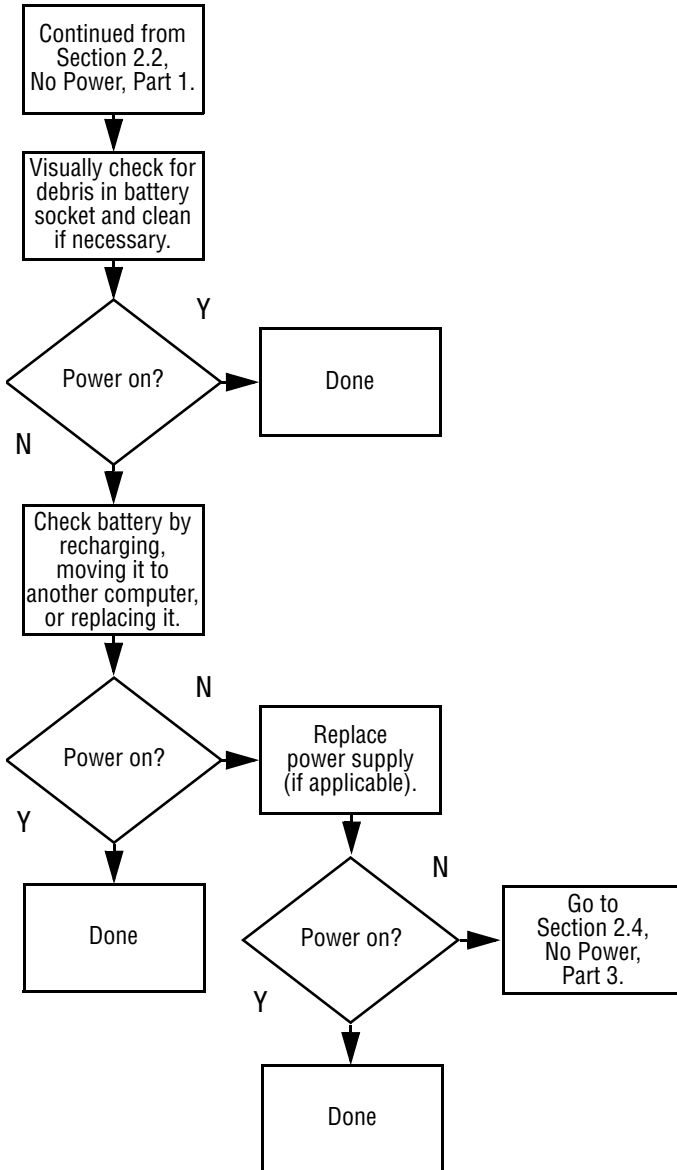 Continued from
Section 2.2,
No Power, Part 1.
Visually check for
debris in battery
socket and clean
if necessary.
Y
Power on?
Done
N
Check battery by
recharging,
moving it to
another computer,
or replacing it.
N
Power on?
Replace
power supply
(if applicable).
Y
Done
N
Power on?
Go to
Section 2.4,
No Power,
Part 3.
Y
Done